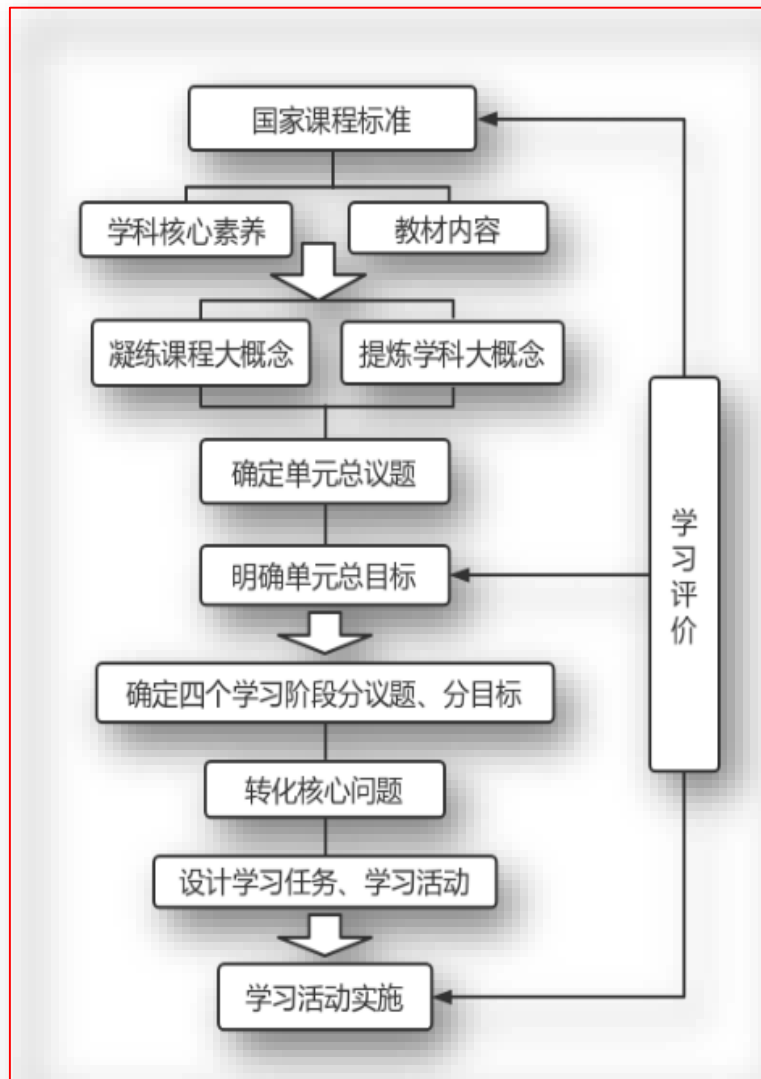 国家课程标准
学科核心素养
教材内容
凝练课程大概念
提炼学科大概念
确定单元总议题
明确单元总目标
确定四个学习阶段分议题、分目标
转化核心问题
设计学习任务、学习活动
学习活动实施
学习评价